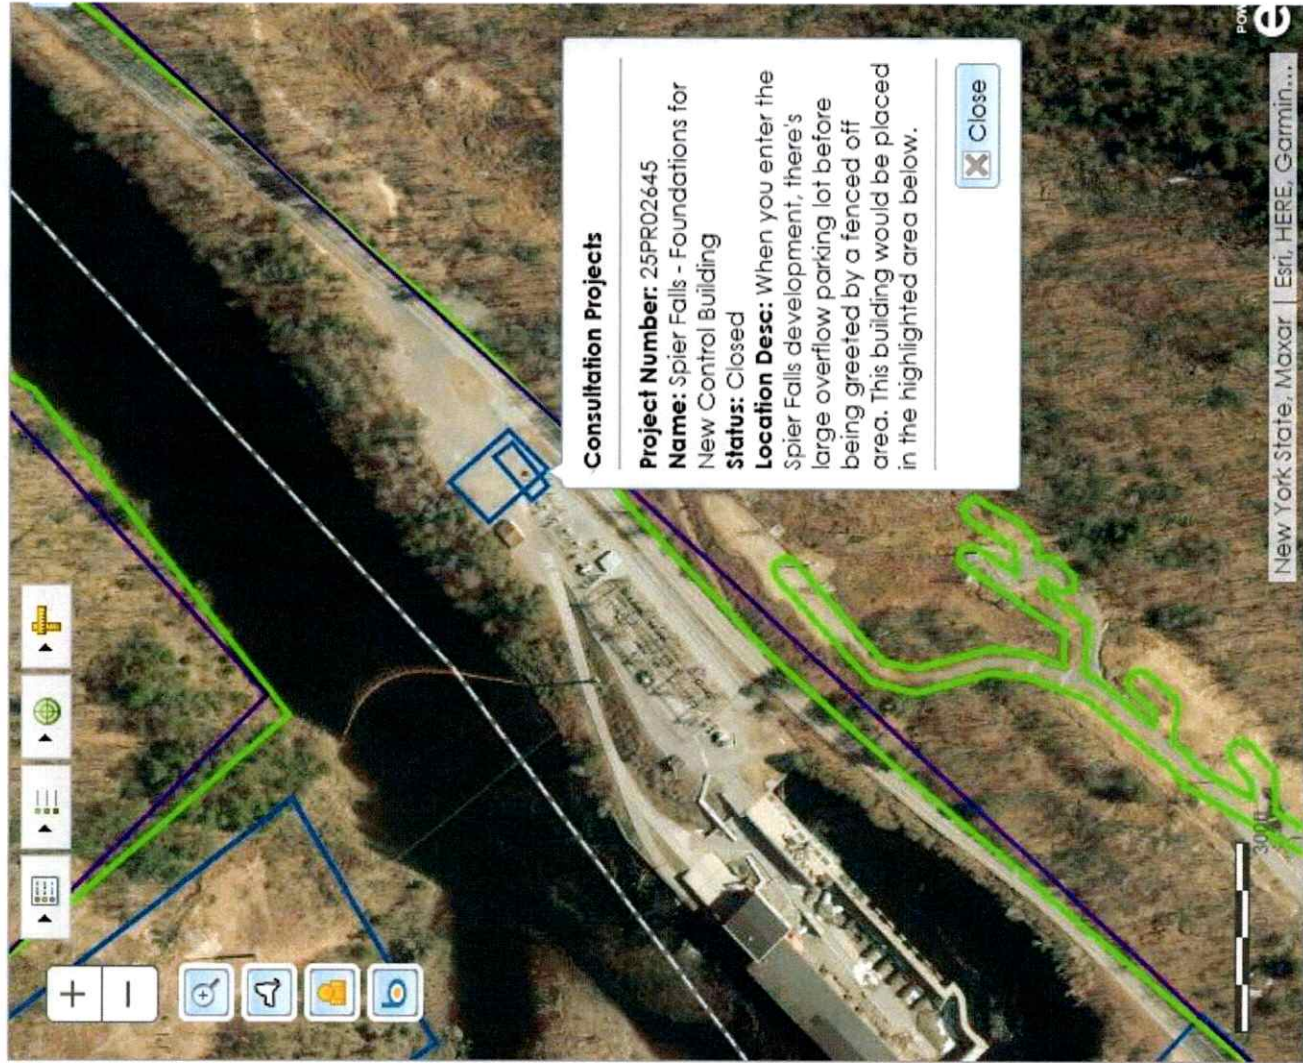 Consultation Projects
Project Number: 25PR02645
Name: Spier Falls - Foundations for
New Control Building
Status: Closed
Location Desc: When you enter the
Spier Falls development, there's
large overflow parking lot before
being greeted by a fenced off
area. This building would be placed
in the highlighted area below.
Close
300ft
New York State, Maxar | Esri, HERE, Garmin...